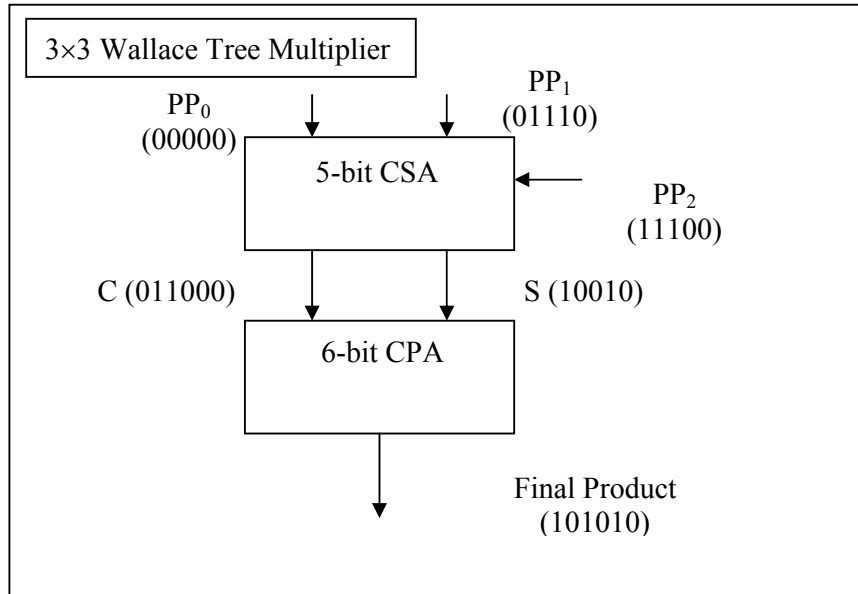 3×3 Wallace Tree Multiplier
PP₀
(00000)
PP₁
(01110)
5-bit CSA
PP₂
(11100)
C (011000)
S (10010)
6-bit CPA
Final Product
(101010)